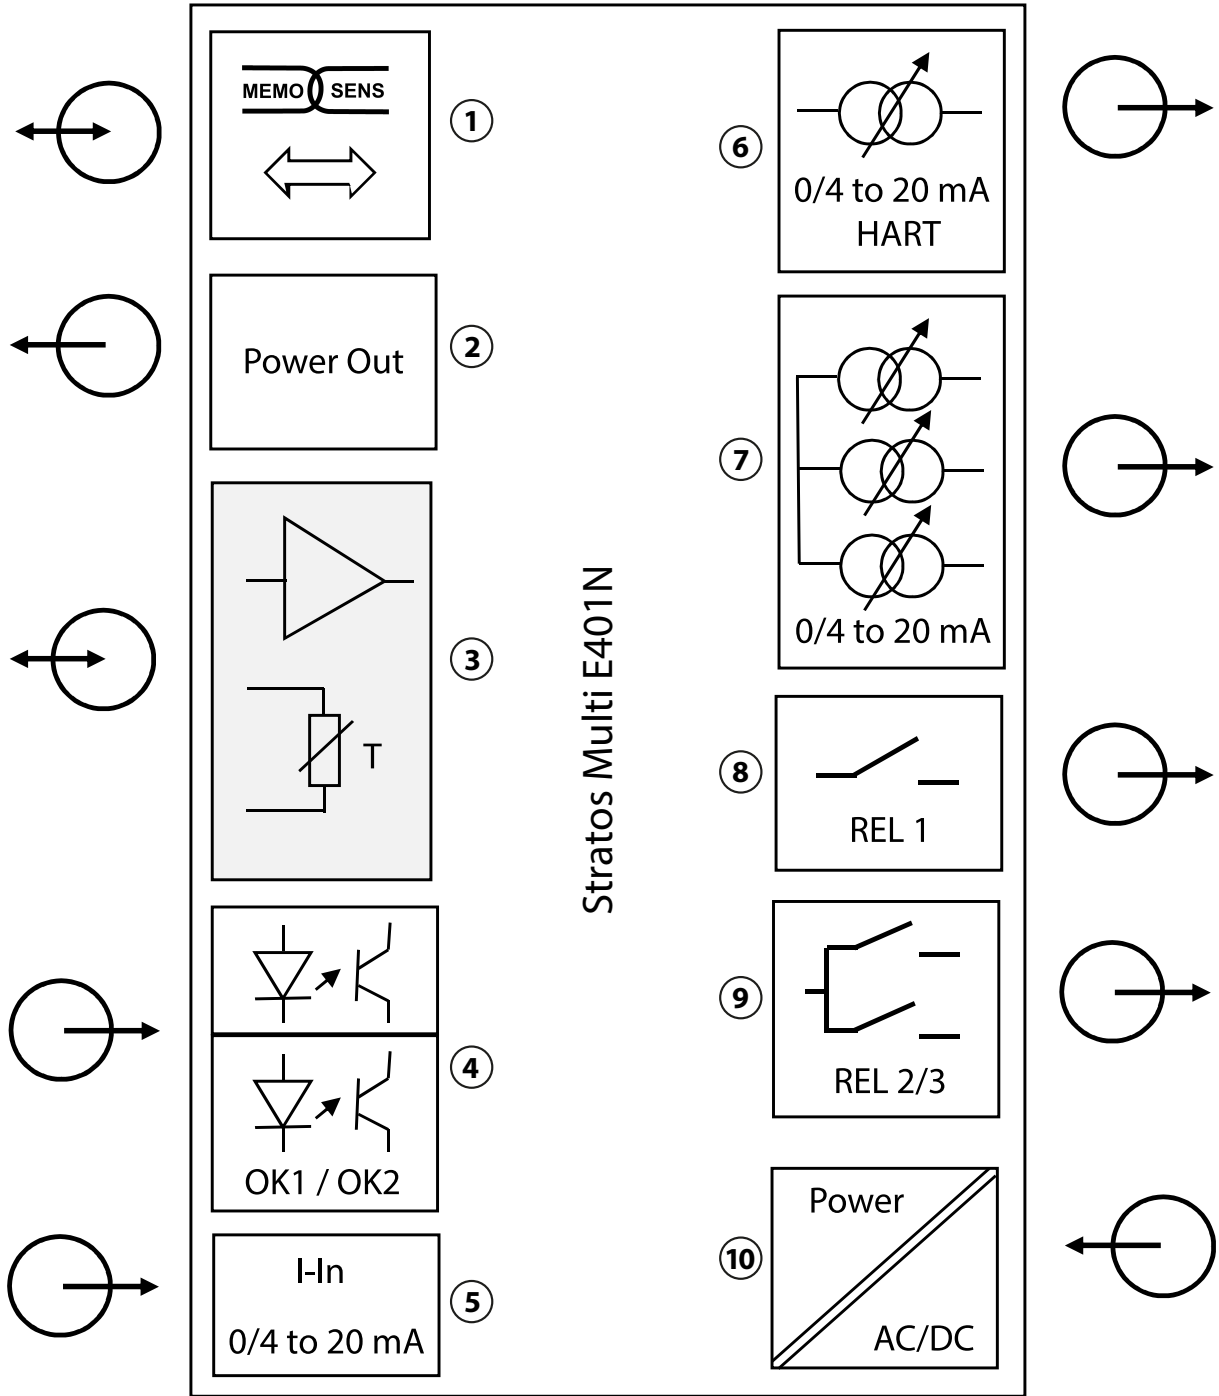 MEMO SENS
1
Power Out
2
3
T
4
OK1 / OK2
I-In
5
0/4 to 20 mA
Stratos Multi E401N
6
0/4 to 20 mA
HART
7
0/4 to 20 mA
8
REL 1
9
REL 2/3
Power
10
AC/DC